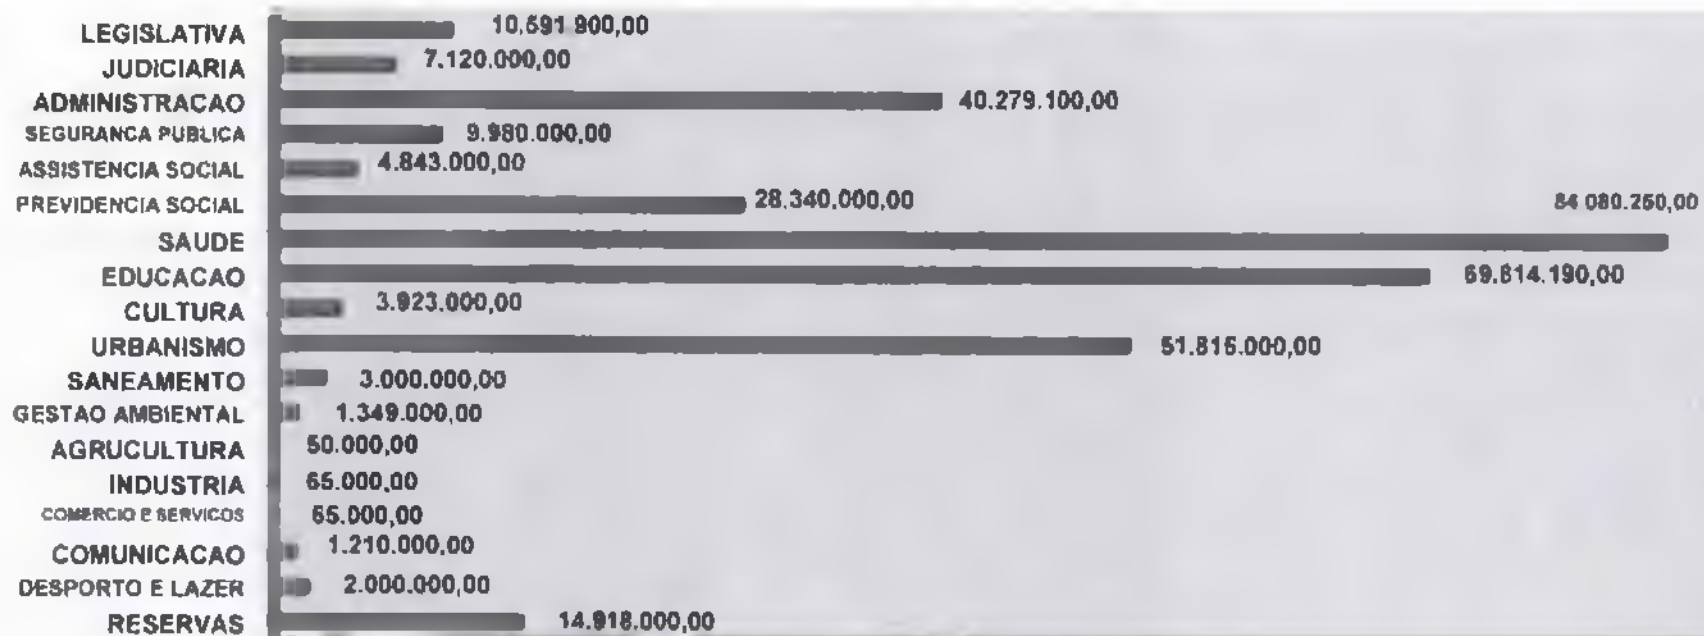 LEGISLATIVA 10.591.900,00
JUDICIARIA 7.120.000,00
ADMINISTRACAO 40.279.100,00
SEGURANCA PUBLICA 9.980.000,00
ASSISTENCIA SOCIAL 4.843.000,00
PREVIDENCIA SOCIAL 28.340.000,00
84.080.250,00
SAUDE
EDUCACAO 69.814.190,00
CULTURA 3.923.000,00
URBANISMO 51.815.000,00
SANEAMENTO 3.000.000,00
GESTAO AMBIENTAL 1.349.000,00
AGRUCULTURA 50.000,00
INDUSTRIA 65.000,00
COMERCIO E SERVICOS 65.000,00
COMUNICACAO 1.210.000,00
DESPORTO E LAZER 2.000.000,00
RESERVAS 14.918.000,00